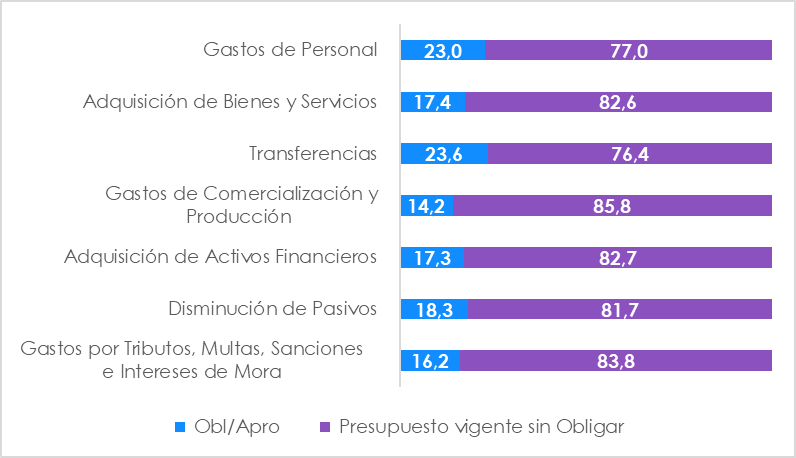 Gastos de Personal 23,0 77,0
Adquisición de Bienes y Servicios 17,4 82,6
Transferencias 23,6 76,4
Gastos de Comercialización y
Producción 14,2 85,8
Adquisición de Activos Financieros 17,3 82,7
Disminución de Pasivos 18,3 81,7
Gastos por Tributos, Multas, Sanciones
e Intereses de Mora 16,2 83,8
Obl/Apro Presupuesto vigente sin Obligar